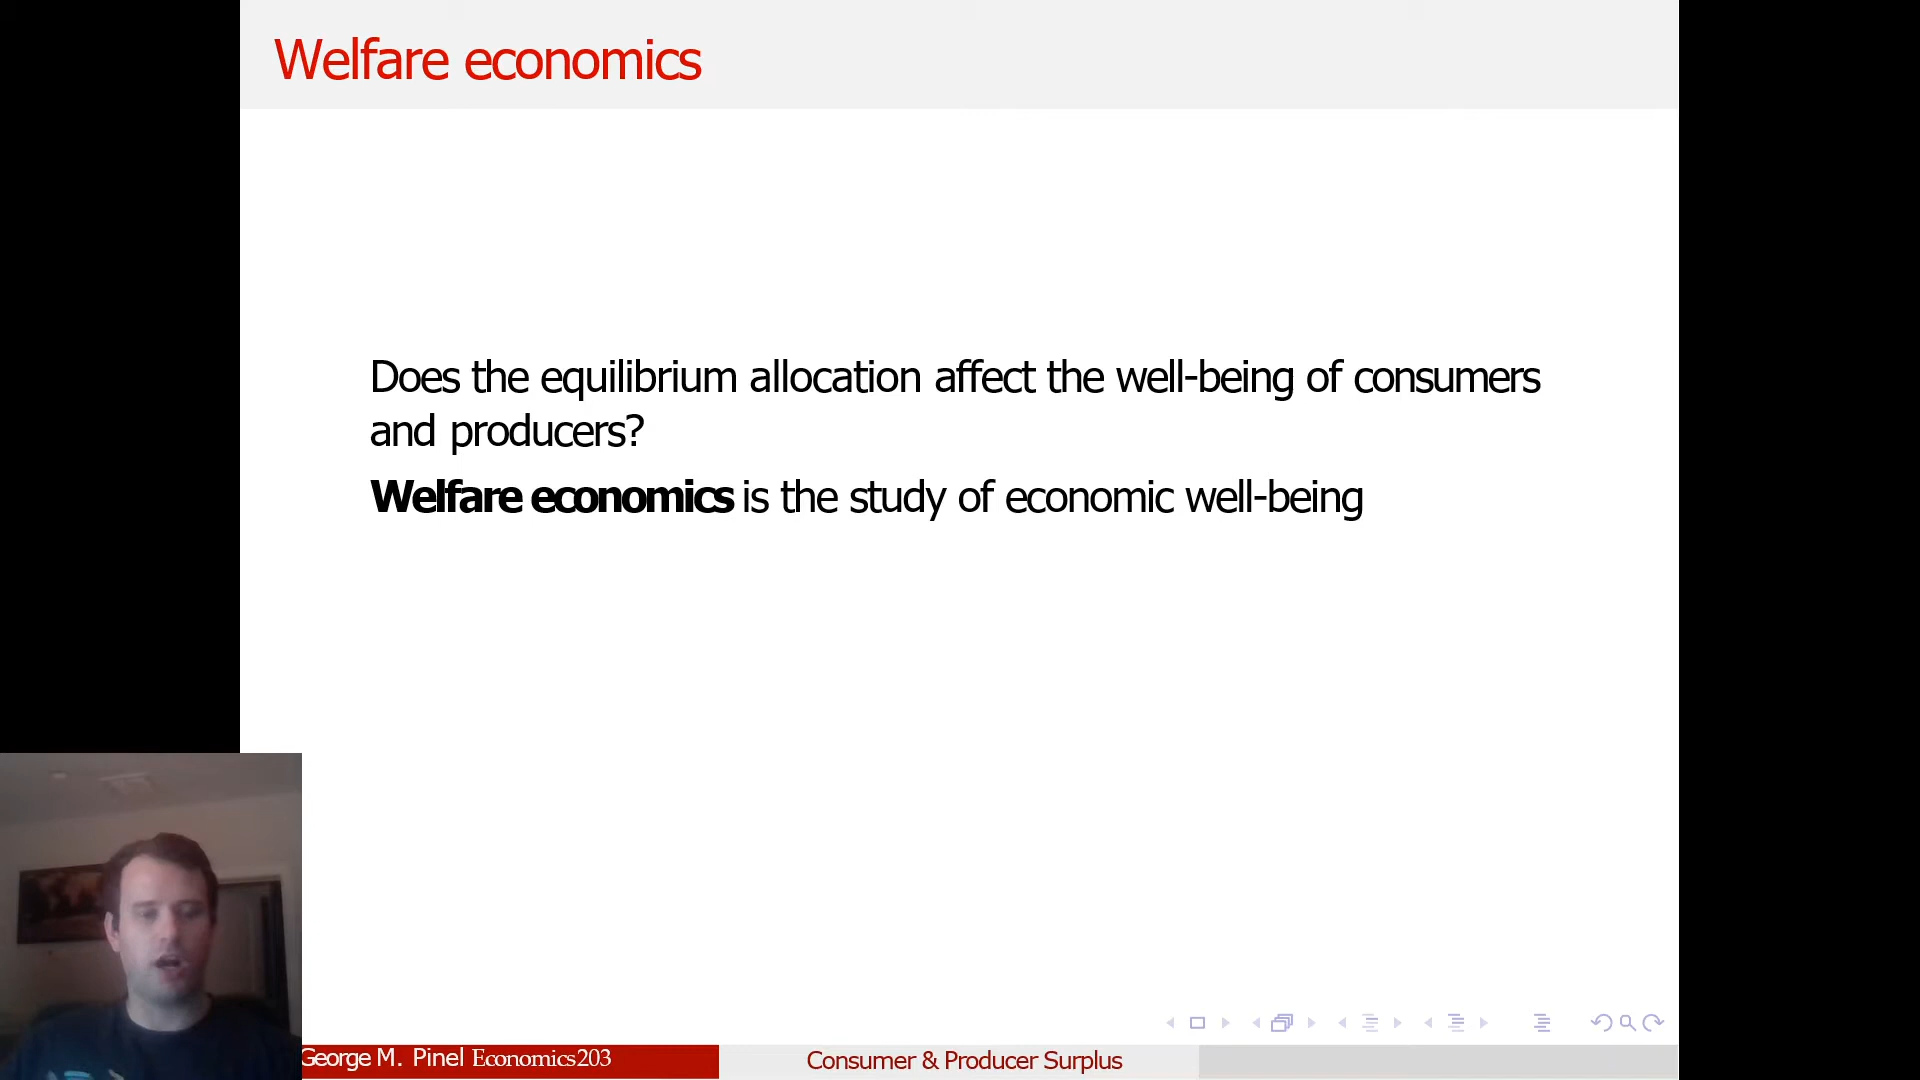 Welfare economics
Does the equilibrium allocation affect the well-being of consumers
and producers?
Welfare economics is the study of economic well-being
George M. Pinel Economics203
Consumer & Producer Surplus